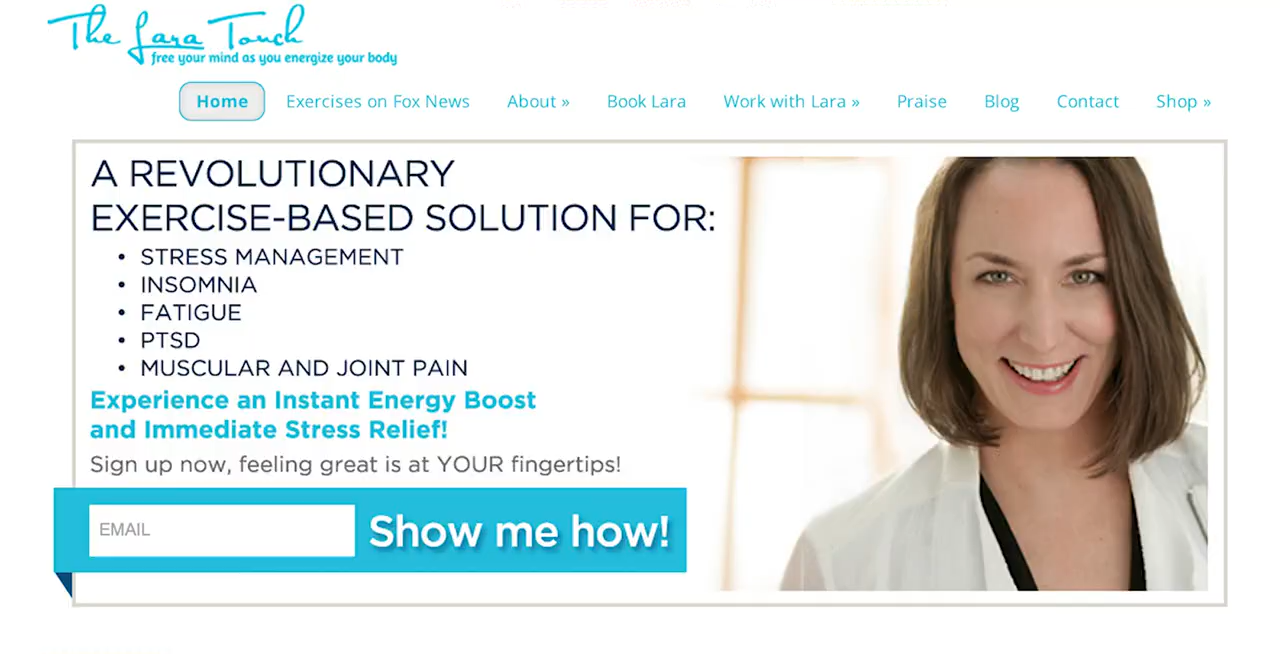 The Lara Touch
free your mind as you energize your body
Home Exercises on Fox News About » Book Lara Work with Lara » Praise Blog Contact Shop »
A REVOLUTIONARY
EXERCISE-BASED SOLUTION FOR:
• STRESS MANAGEMENT
• INSOMNIA
• FATIGUE
• PTSD
• MUSCULAR AND JOINT PAIN
Experience an Instant Energy Boost
and Immediate Stress Relief!
Sign up now, feeling great is at YOUR fingertips!
EMAIL Show me how!